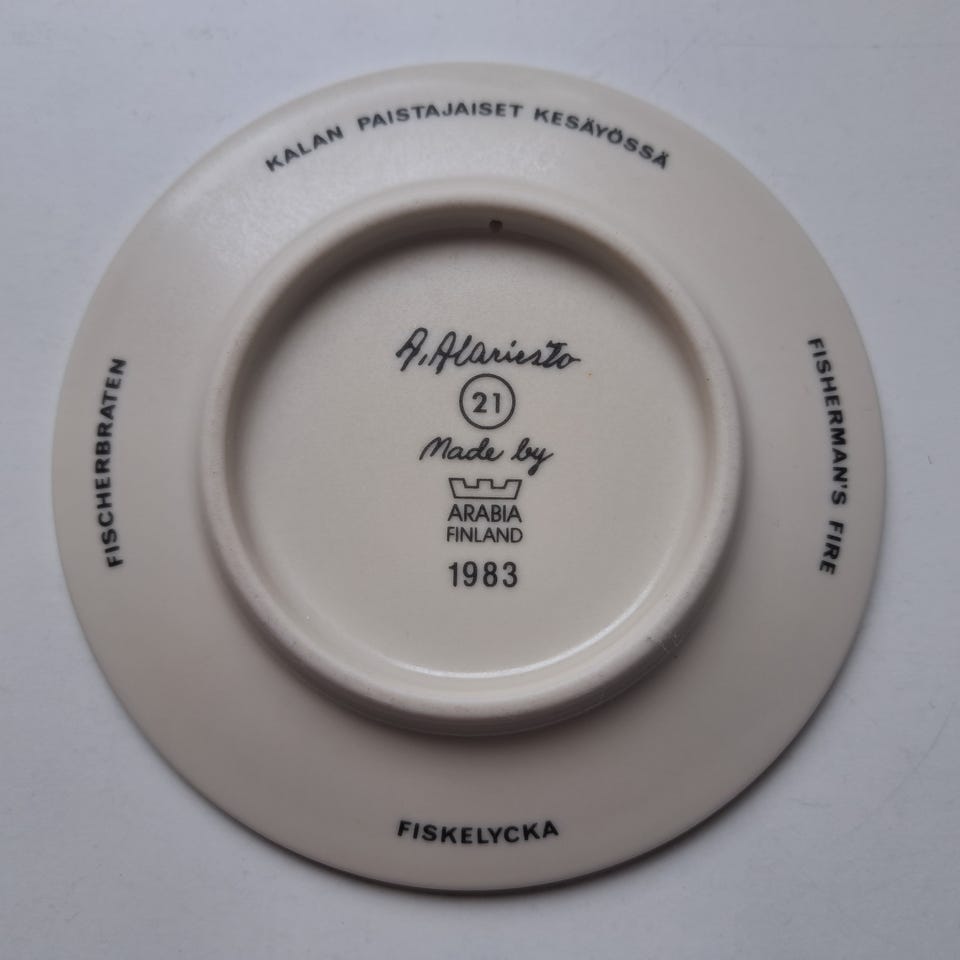 KALAN PAISTAJAISET KESÄYÖSSÄ
FISCHERBRATEN
FISHERMAN'S FIRE
A. Alariesto
21
Made by
ARABIA
FINLAND
1983
FISKELYCKA